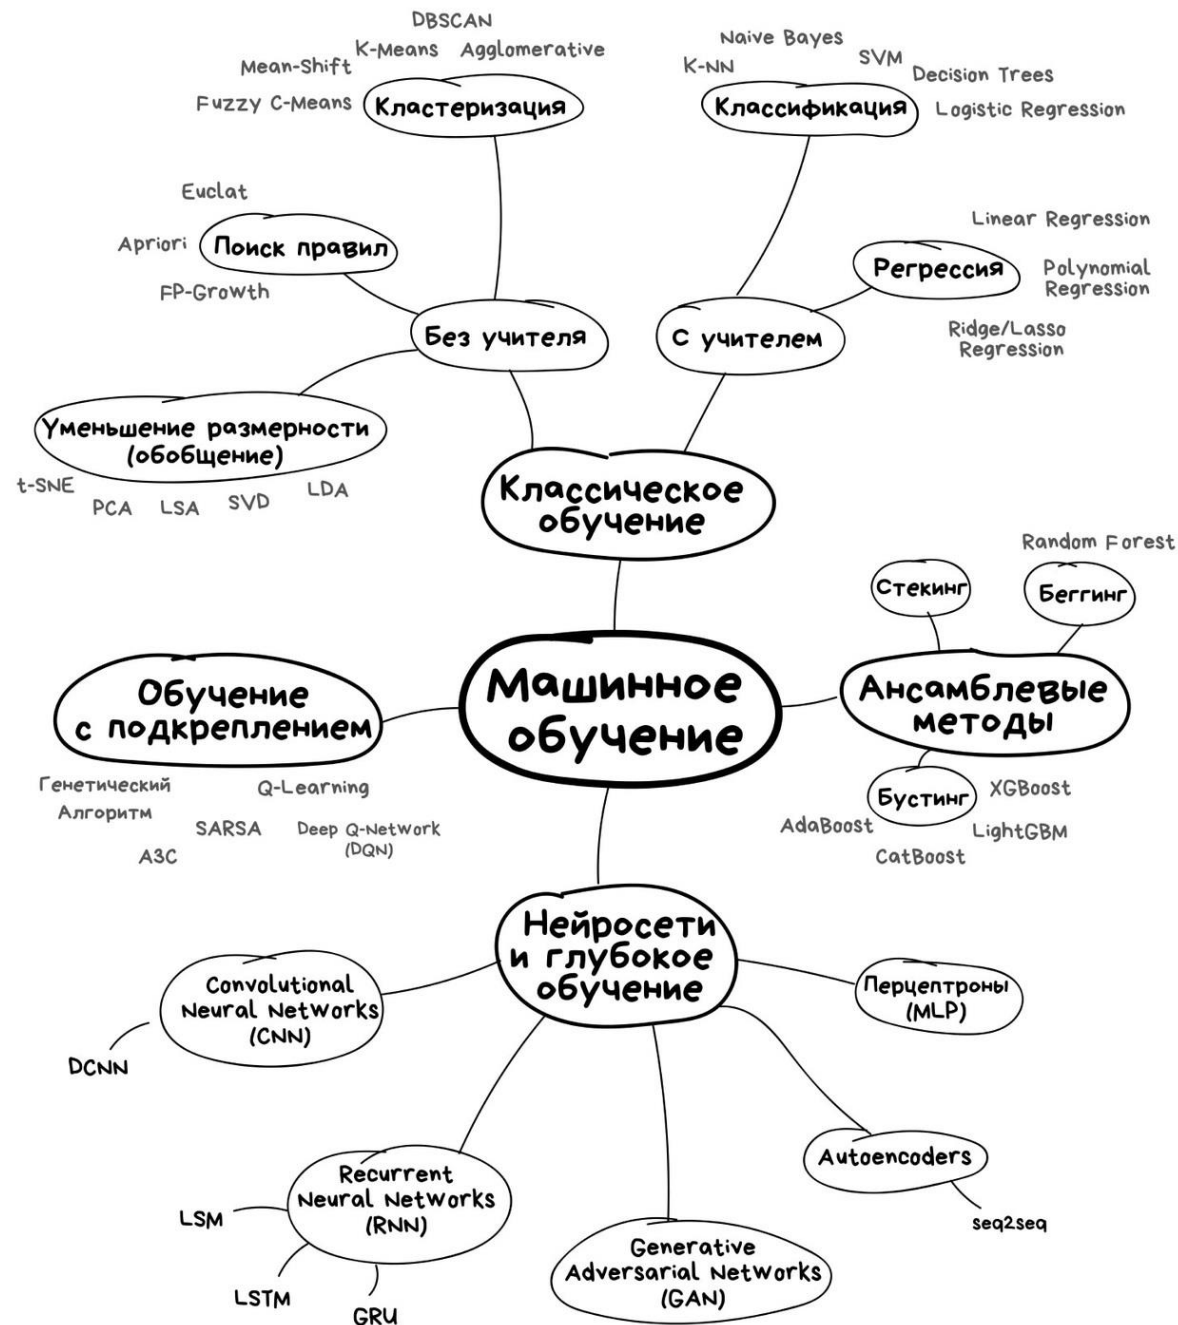 DBSCAN
K-Means
Agglomerative
Mean-Shift
Fuzzy C-Means
Кластеризация
Naive Bayes
K-NN
SVM
Decision Trees
Классификация
Logistic Regression
Euclat
Apriori
Поиск правил
FP-Growth
Linear Regression
Регрессия
Polynomial
Regression
Ridge/Lasso
Regression
Без учителя
С учителем
Уменьшение размерности
(обобщение)
t-SNE
PCA
LSA
SVD
LDA
Классическое
обучение
Random Forest
Стекинг
Беггинг
Машинное
обучение
Обучение
с подкреплением
Ансамблевые
методы
Генетический
Алгоритм
Q-Learning
SARSA
Deep Q-Network
(DQN)
A3C
Бустинг
XGBoost
AdaBoost
LightGBM
CatBoost
Нейросети
и глубокое
обучение
Convolutional
Neural Networks
(CNN)
DCNN
Перцептроны
(MLP)
Autoencoders
seq2seq
Recurrent
Neural Networks
(RNN)
LSM
LSTM
GRU
Generative
Adversarial Networks
(GAN)